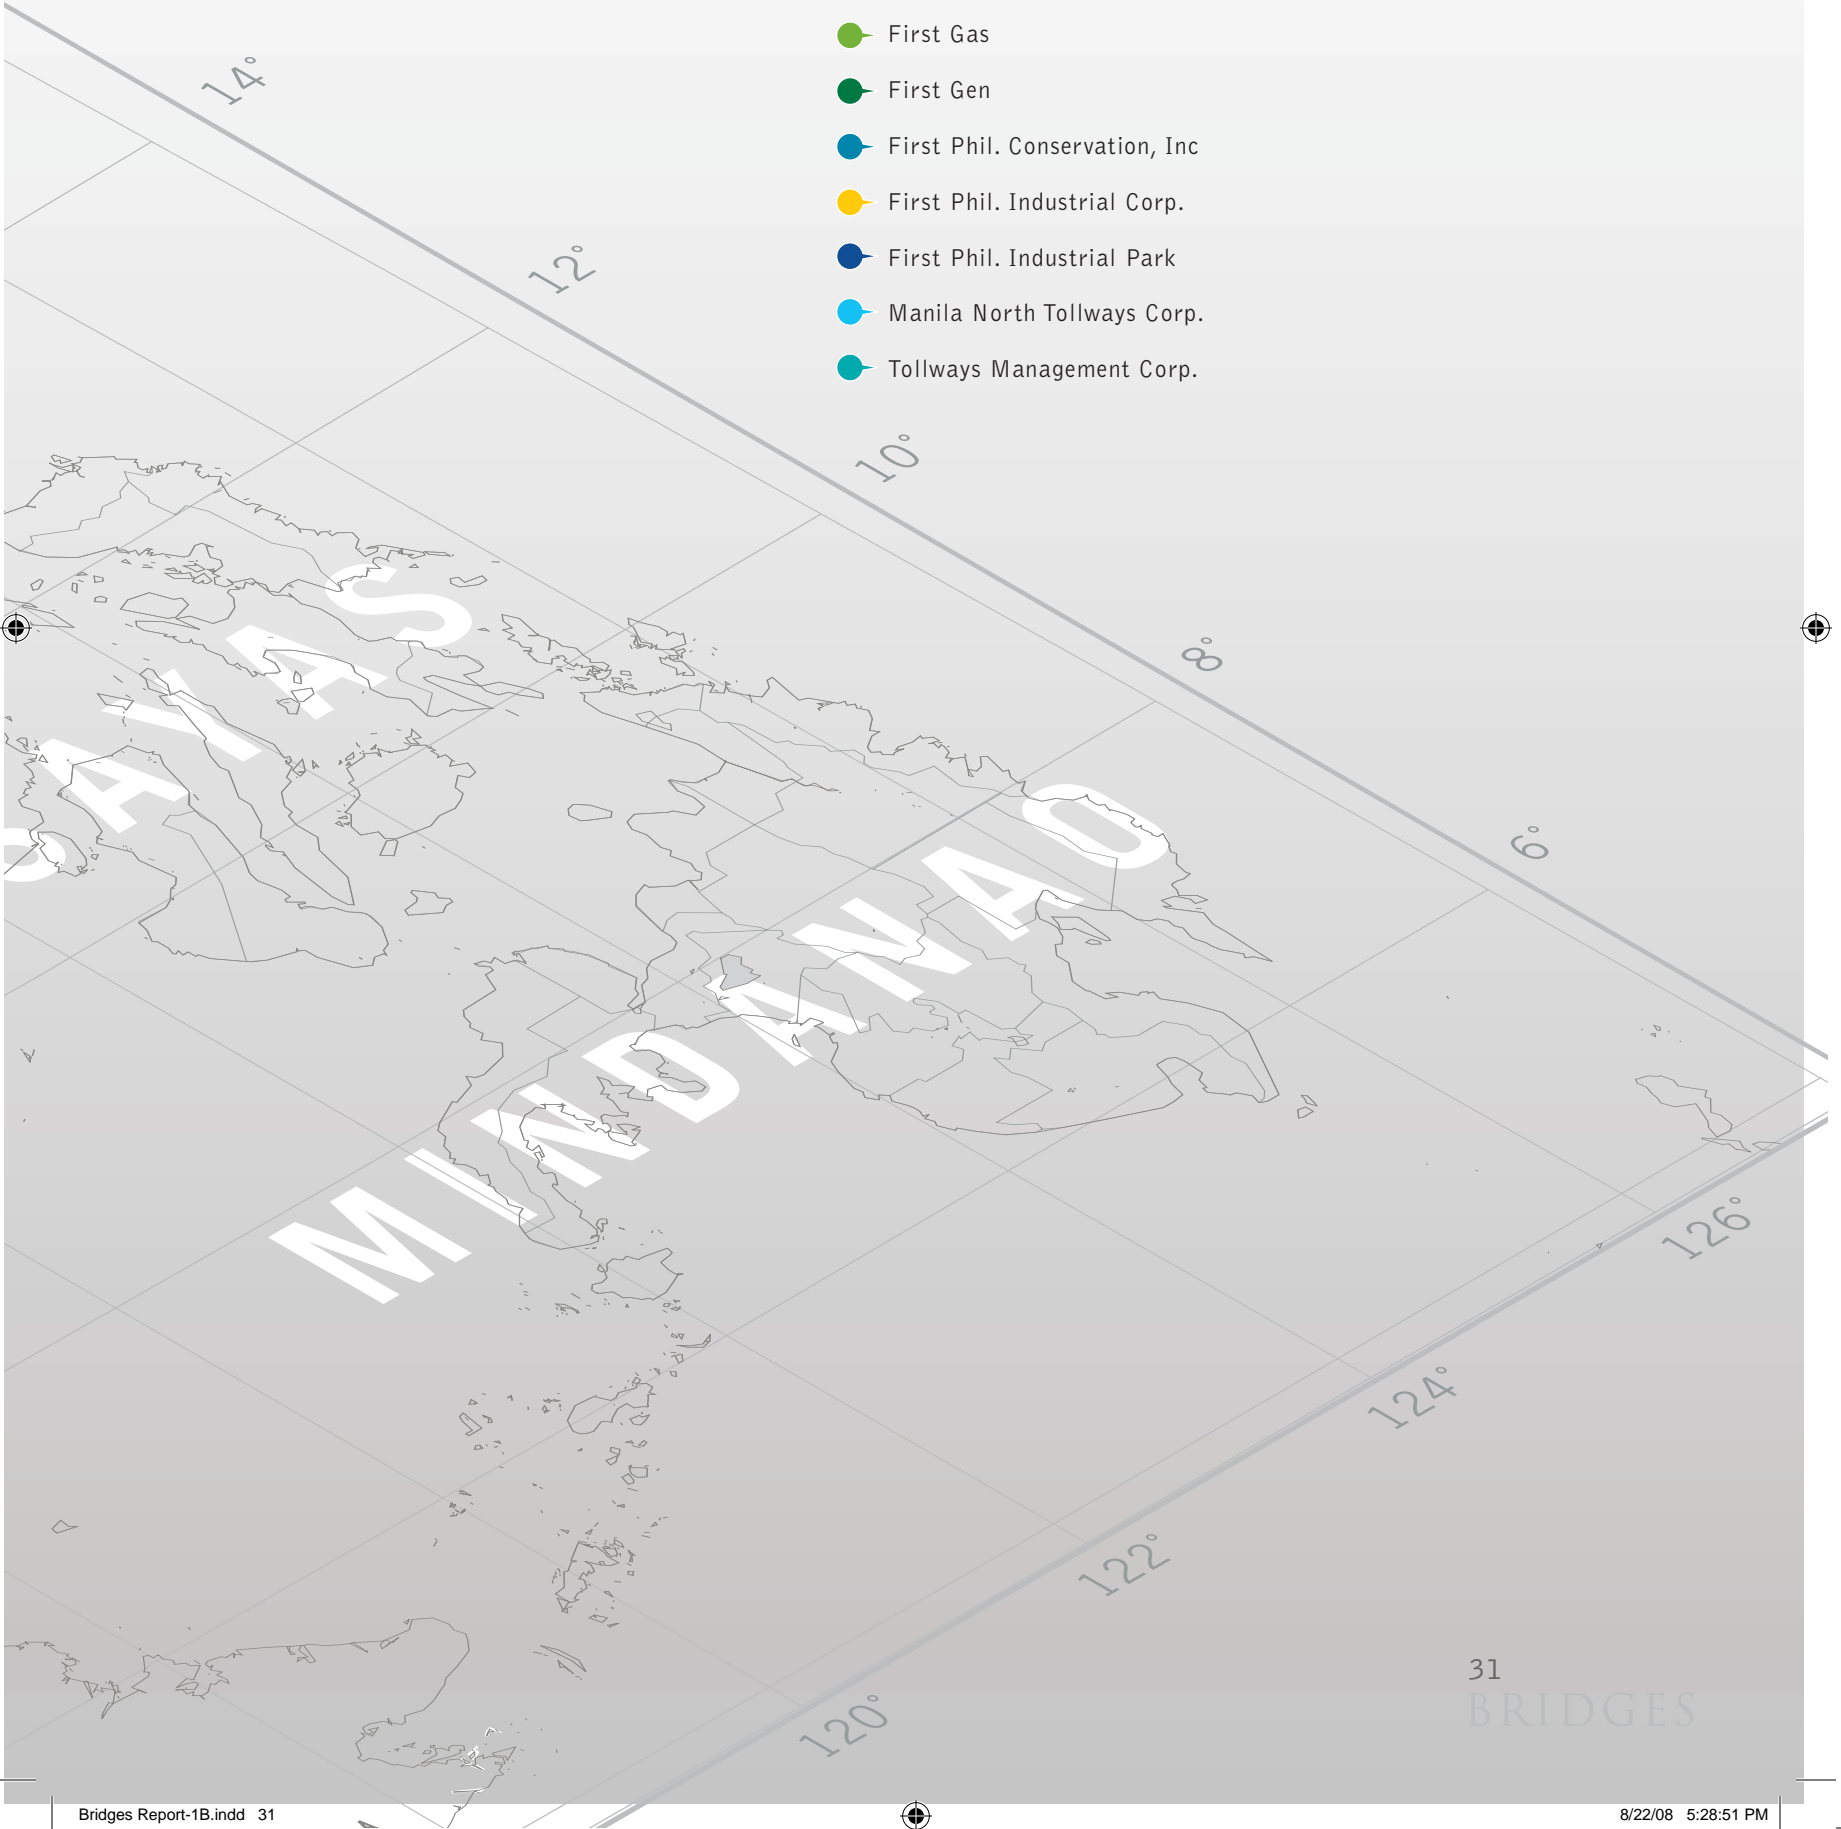 First Gas
First Gen
First Phil. Conservation, Inc
First Phil. Industrial Corp.
First Phil. Industrial Park
Manila North Tollways Corp.
Tollways Management Corp.
14°
12°
10°
8°
6°
AYAS
MINDANAO
126°
124°
122°
120°
31
BRIDGES
Bridges Report-1B.indd 31
8/22/08 5:28:51 PM